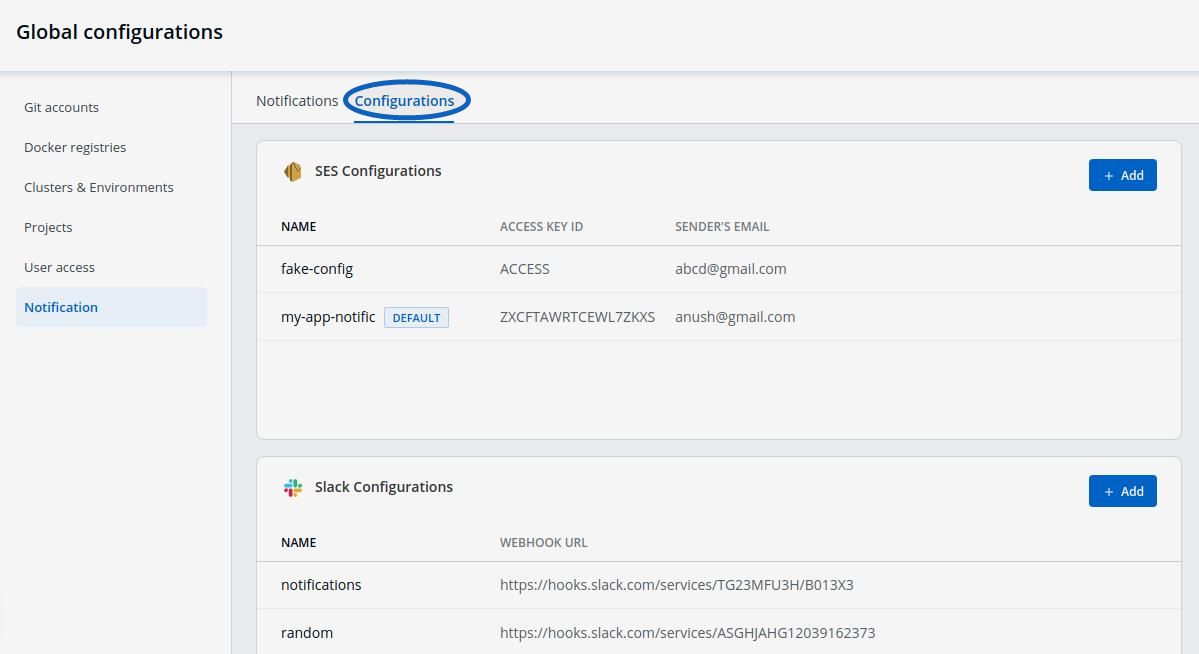 Global configurations
Git accounts
Docker registries
Clusters & Environments
Projects
User access
Notification
Notifications Configurations
SES Configurations
+ Add
NAME ACCESS KEY ID SENDER'S EMAIL
fake-config ACCESS abcd@gmail.com
my-app-notific DEFAULT ZXCFTAWRTCEWL7ZKXS anush@gmail.com
Slack Configurations
+ Add
NAME WEBHOOK URL
notifications https://hooks.slack.com/services/TG23MFU3H/B013X3
random https://hooks.slack.com/services/ASGHJAHG12039162373